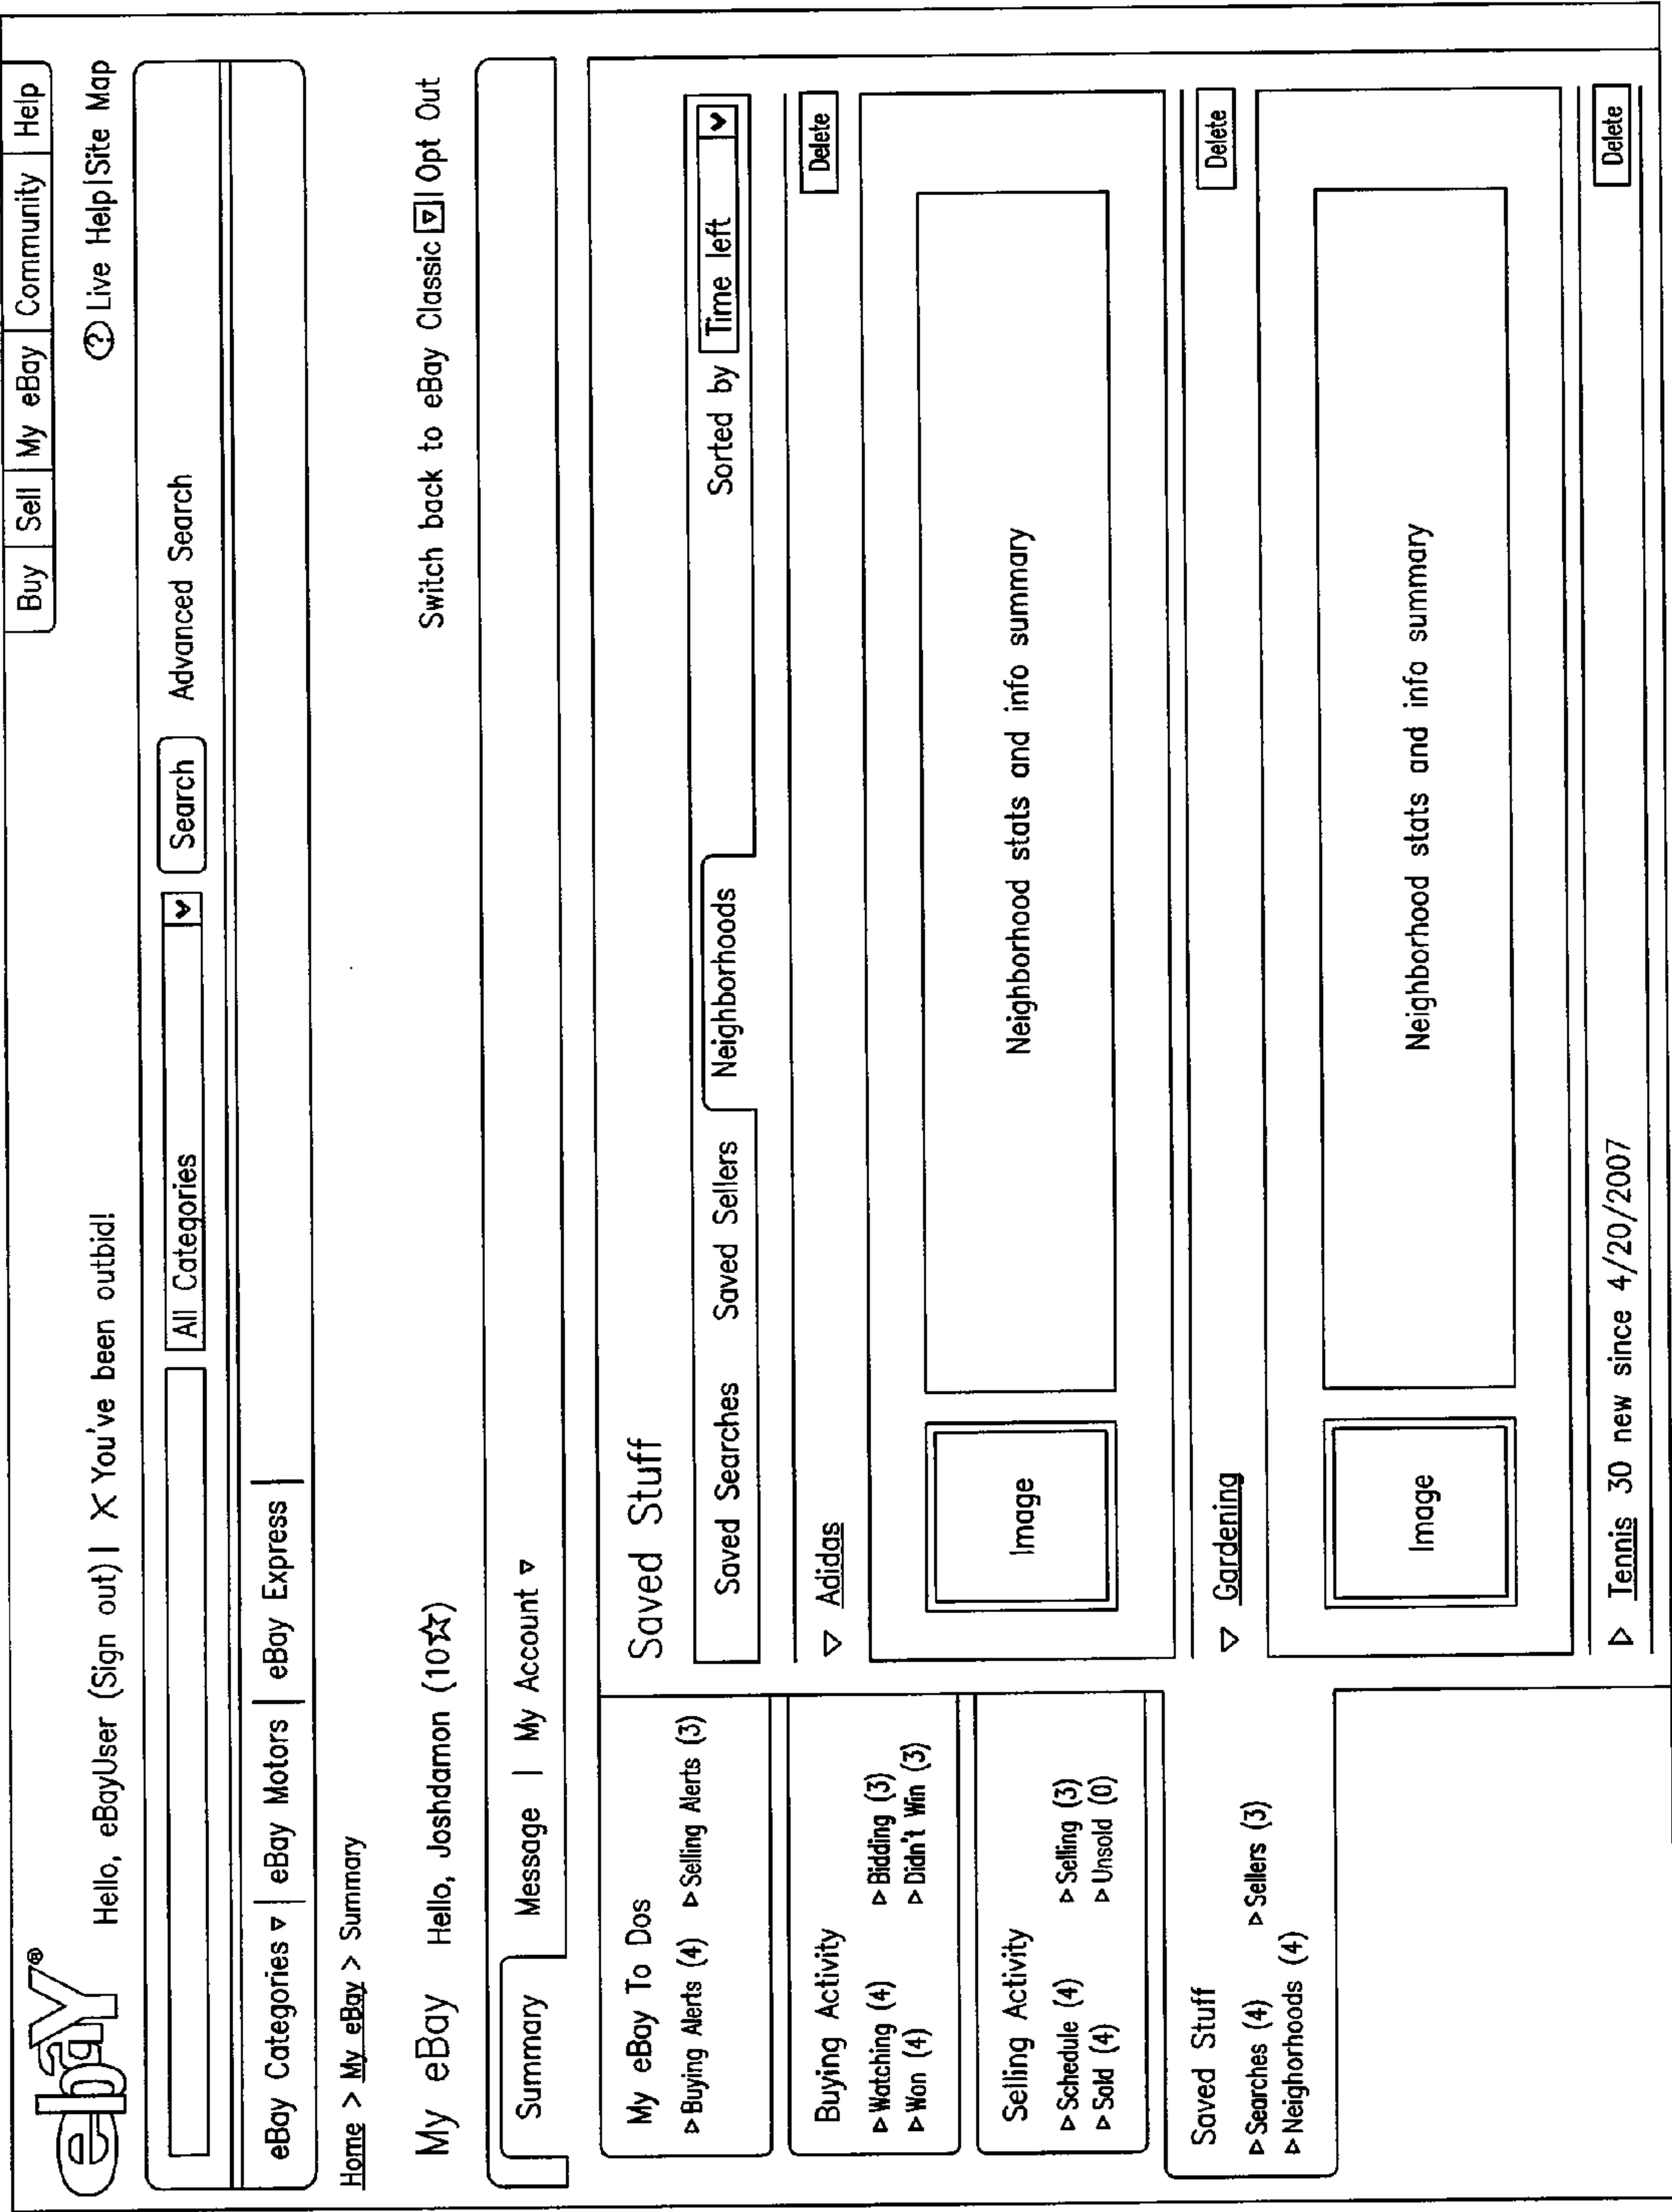 Buy | Sell | My eBay | Community | Help
ebaY®
Hello, eBayUser (Sign out) | X You've been outbid!
? Live Help|Site Map
All Categories
Search
Advanced Search
eBay Categories ▿ | eBay Motors | eBay Express |
Home > My eBay > Summary
My eBay Hello, Joshdamon (10☆)
Switch back to eBay Classic ▿ | Opt Out
Summary Message | My Account ▿
My eBay To Dos
▹Buying Alerts (4) ▹Selling Alerts (3)
Buying Activity
▹Watching (4) ▹Bidding (3)
▹Won (4) ▹Didn't Win (3)
Selling Activity
▹Schedule (4) ▹Selling (3)
▹Sold (4) ▹Unsold (0)
Saved Stuff
▹Searches (4) ▹Sellers (3)
▹Neighorhoods (4)
Saved Stuff
Saved Searches Saved Sellers Neighborhoods Sorted by Time left
▽ Adidas Delete
Image
Neighborhood stats and info summary
▽ Gardening Delete
Image
Neighborhood stats and info summary
▷ Tennis 30 new since 4/20/2007 Delete